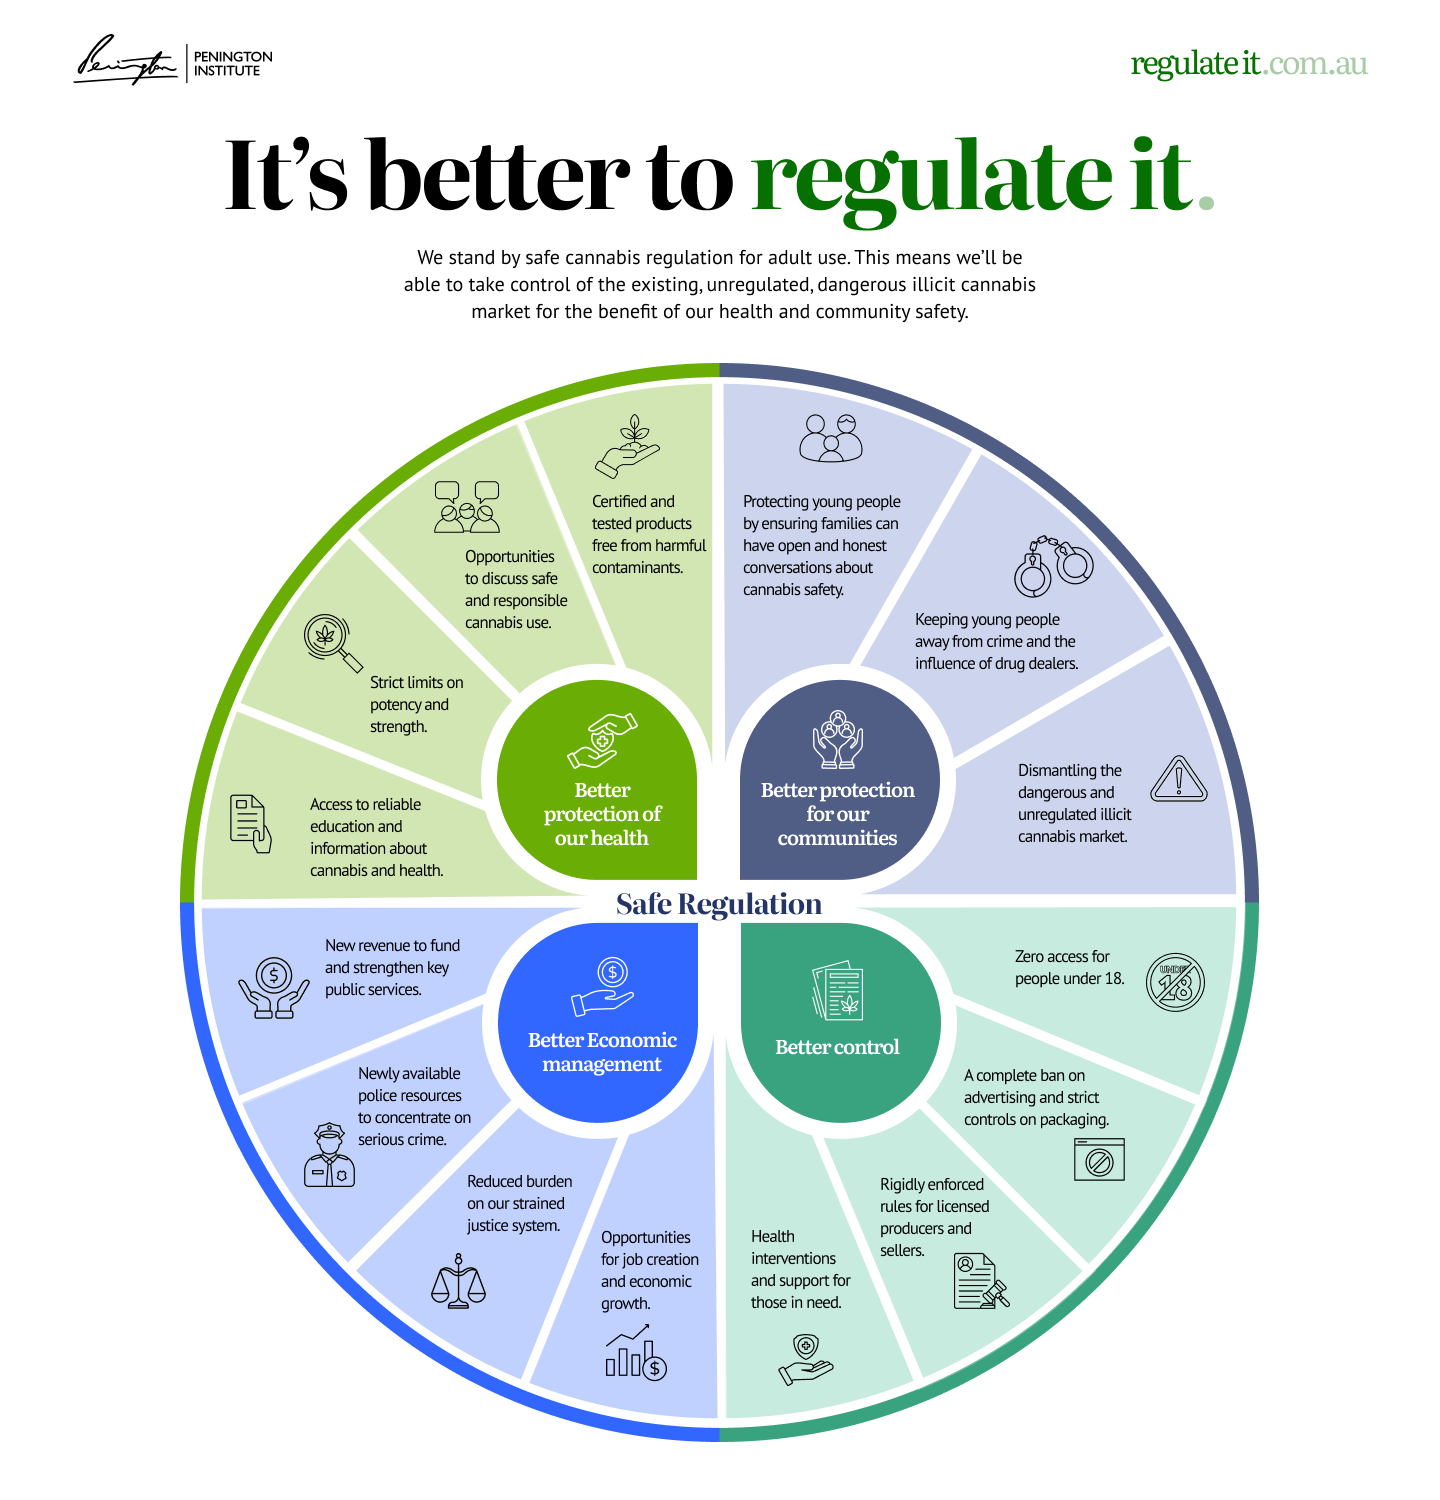 Penington
PENINGTON
INSTITUTE
regulate it.com.au
It's better to regulate it.
We stand by safe cannabis regulation for adult use. This means we'll be
able to take control of the existing, unregulated, dangerous illicit cannabis
market for the benefit of our health and community safety.
Certified and
tested products
free from harmful
contaminants.
Opportunities
to discuss safe
and responsible
cannabis use.
Strict limits on
potency and
strength.
Access to reliable
education and
information about
cannabis and health.
Better
protection of
our health
Protecting young people
by ensuring families can
have open and honest
conversations about
cannabis safety.
Keeping young people
away from crime and the
influence of drug dealers.
Dismantling the
dangerous and
unregulated illicit
cannabis market.
Better protection
for our
communities
Safe Regulation
New revenue to fund
and strengthen key
public services.
Newly available
police resources
to concentrate on
serious crime.
Reduced burden
on our strained
justice system.
Opportunities
for job creation
and economic
growth.
Better Economic
management
Zero access for
people under 18.
UNDER
18
A complete ban on
advertising and strict
controls on packaging.
Rigidly enforced
rules for licensed
producers and
sellers.
Health
interventions
and support for
those in need.
Better control